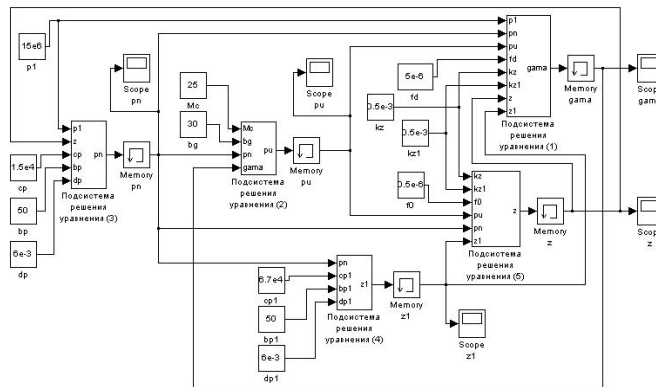 15e6
p1
Scope
pn
25
Mc
30
bg
Scope
pu
5e-6
fd
0.5e-3
kz
0.5e-3
kz1
p1
pn
pu
fd
kz
kz1
z
z1
gama
Подсистема
решения
уравнения (1)
Memory
gama
Scope
gam
p1
z
cp
bp
dp
pn
Подсистема
решения
уравнения (3)
Memory
pn
1.5e4
cp
50
bp
6e-3
dp
Mc
bg
pn
gama
pu
Подсистема
решения
уравнения (2)
Memory
pu
0.5e-6
f0
kz
kz1
f0
pu
pn
z1
z
Подсистема
решения
уравнения (5)
Memory
z
Scope
z
6.7e4
cp1
50
bp1
6e-3
dp1
pn
cp1
bp1
dp1
z1
Подсистема
решения
уравнения (4)
Memory
z1
Scope
z1